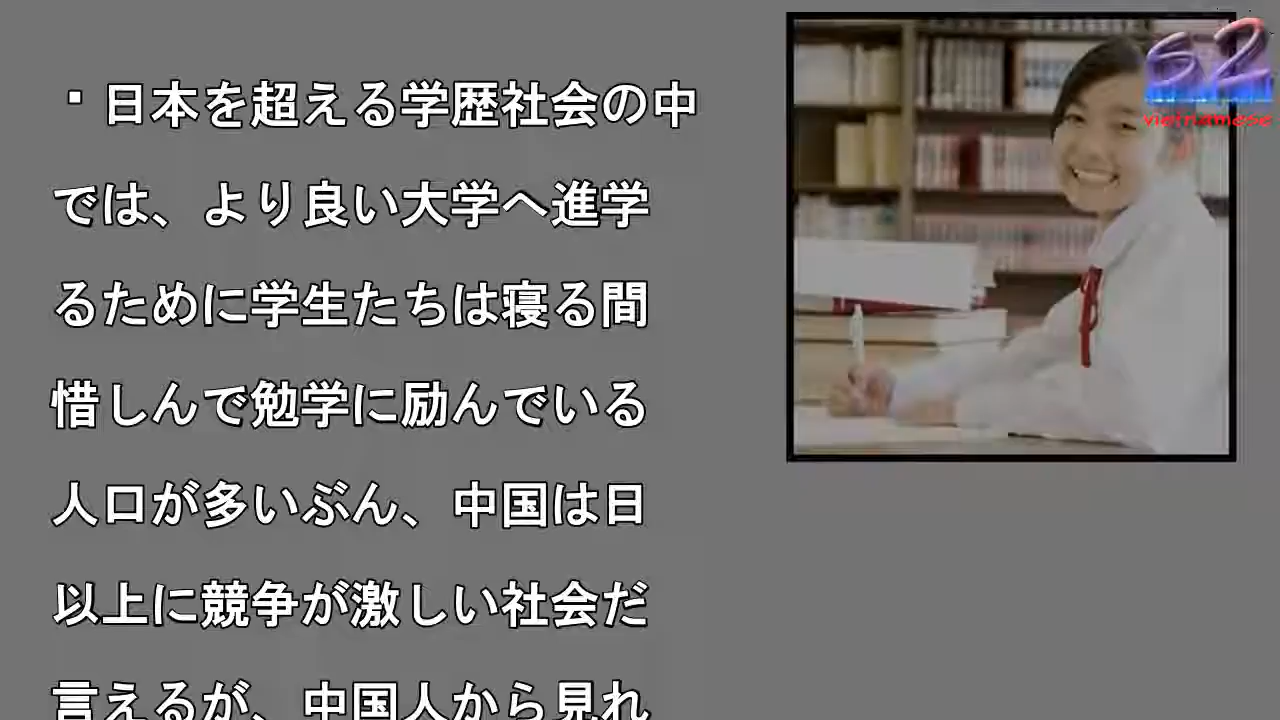 ・日本を超える学歴社会の中
では、より良い大学へ進学
るために学生たちは寝る間
惜しんで勉学に励んでいる
人口が多いぶん、中国は日
以上に競争が激しい社会だ
言えるが、中国人から見れ
S2
vietnamese